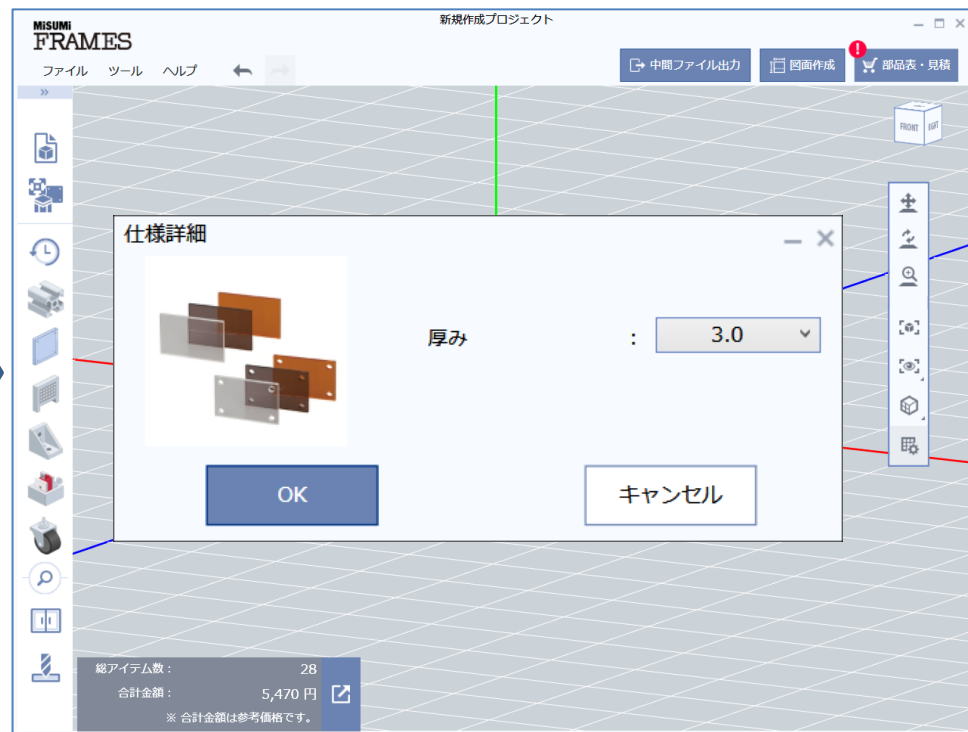 新規作成プロジェクト
MiSUMi
FRAMES
ファイル ツール ヘルプ
中間ファイル出力 図面作成 部品表・見積
!
FRONT
仕様詳細
厚み : 3.0
OK キャンセル
総アイテム数: 28
合計金額: 5,470 円
※ 合計金額は参考価格です。